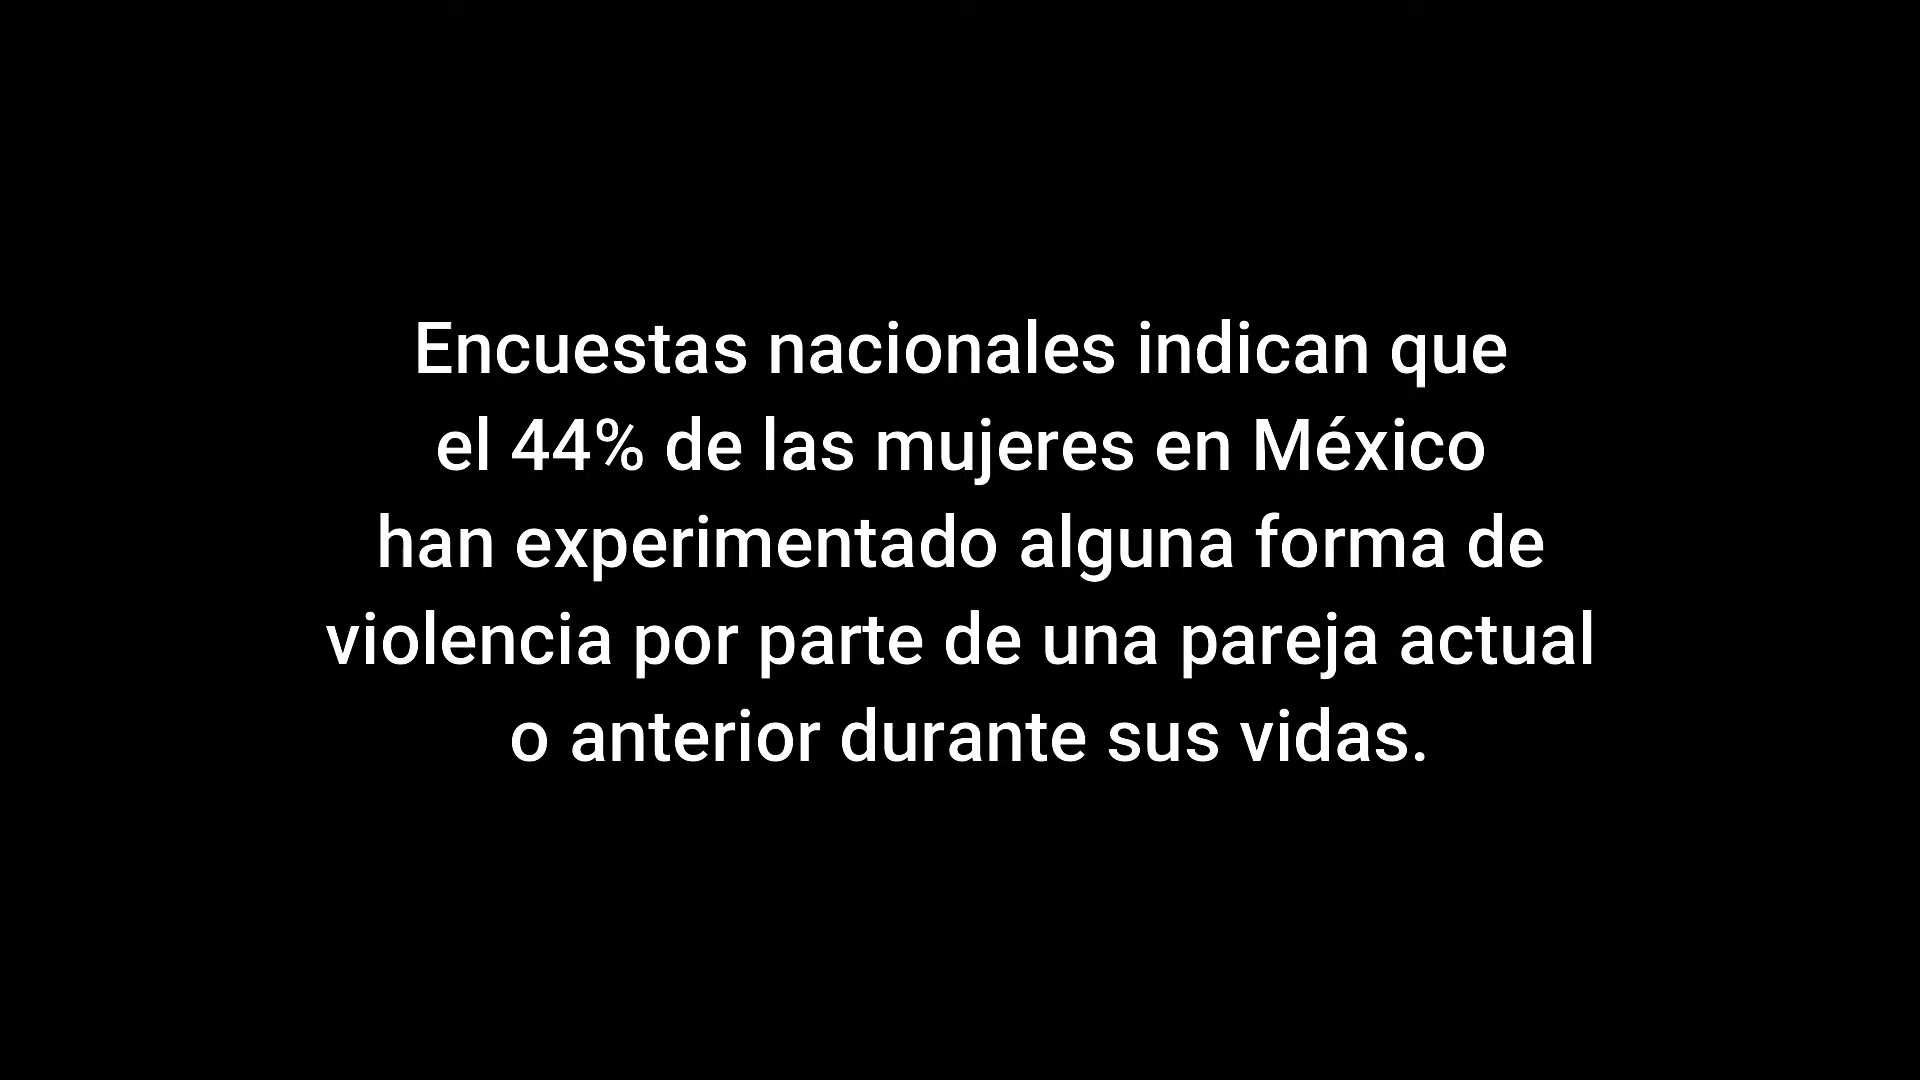 Encuestas nacionales indican que
el 44% de las mujeres en México
han experimentado alguna forma de
violencia por parte de una pareja actual
o anterior durante sus vidas.